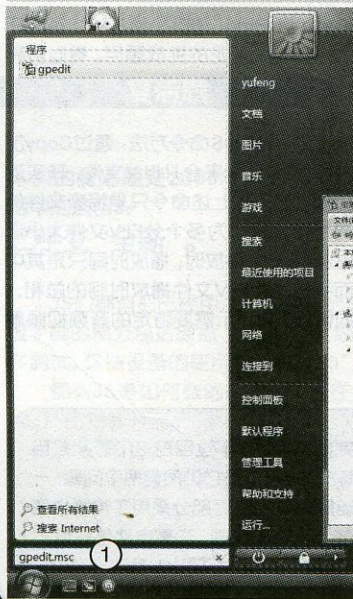 程序
gpedit
yufeng
文档
图片
音乐
游戏
搜索
最近使用的项目
计算机
网络
连接到
控制面板
默认程序
管理工具
帮助和支持
运行...
查看所有结果
搜索 Internet
gpedit.msc
1